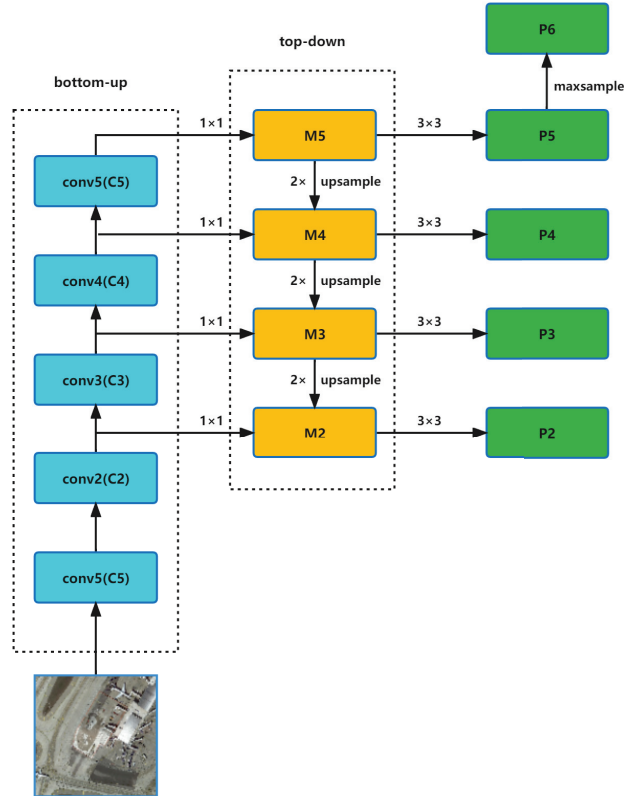 P6
top-down
maxsample
bottom-up
1×1
M5
3×3
P5
conv5(C5)
2× upsample
1×1
M4
3×3
P4
conv4(C4)
2× upsample
1×1
M3
3×3
P3
conv3(C3)
2× upsample
1×1
M2
3×3
P2
conv2(C2)
conv5(C5)